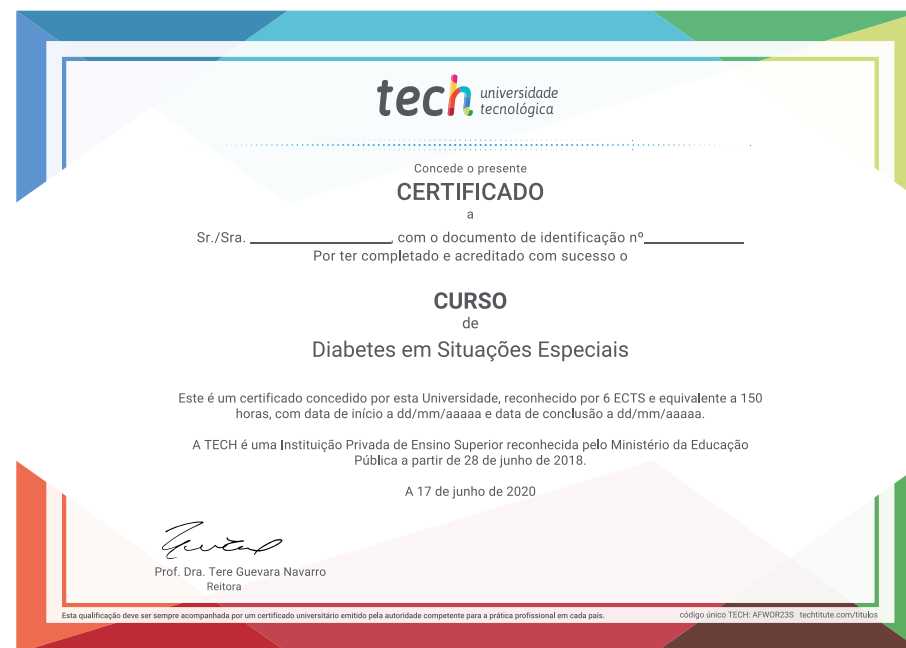 tech universidade
tecnológica
Concede o presente
CERTIFICADO
a
Sr./Sra. ____________________, com o documento de identificação nº______________
Por ter completado e acreditado com sucesso o
CURSO
de
Diabetes em Situações Especiais
Este é um certificado concedido por esta Universidade, reconhecido por 6 ECTS e equivalente a 150
horas, com data de início a dd/mm/aaaaa e data de conclusão a dd/mm/aaaaa.
A TECH é uma Instituição Privada de Ensino Superior reconhecida pelo Ministério da Educação
Pública a partir de 28 de junho de 2018.
A 17 de junho de 2020
Prof. Dra. Tere Guevara Navarro
Reitora
Esta qualificação deve ser sempre acompanhada por um certificado universitário emitido pela autoridade competente para a prática profissional em cada país. código único TECH: AFWOR23S techtitute.com/titulos